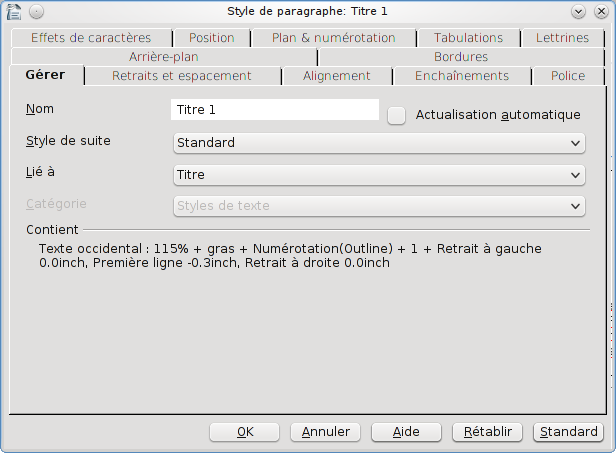 Style de paragraphe: Titre 1
Effets de caractères Position Plan & numérotation Tabulations Lettrines
Arrière-plan Bordures
Gérer Retraits et espacement Alignement Enchaînements Police
Nom Titre 1 Actualisation automatique
Style de suite Standard
Lié à Titre
Catégorie Styles de texte
Contient
Texte occidental : 115% + gras + Numérotation(Outline) + 1 + Retrait à gauche
0.0inch, Première ligne -0.3inch, Retrait à droite 0.0inch
OK Annuler Aide Rétablir Standard